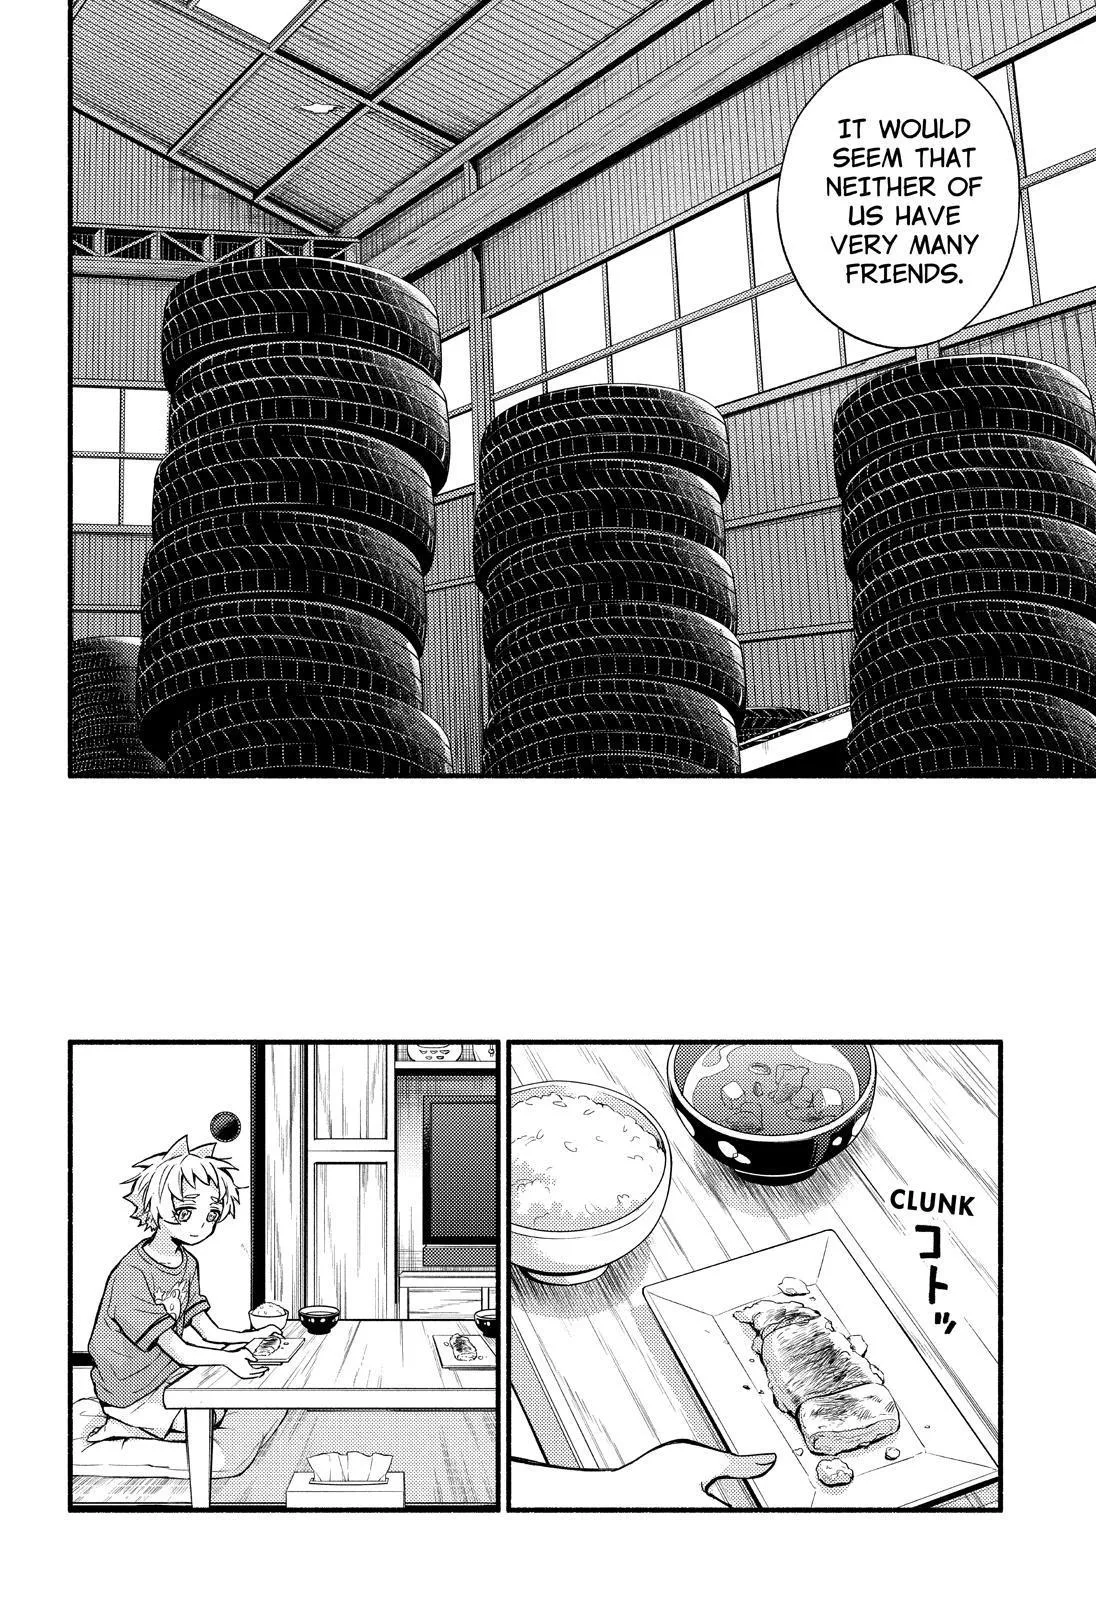 IT WOULD
SEEM THAT
NEITHER OF
US HAVE
VERY MANY
FRIENDS.
CLUNK
コトッ